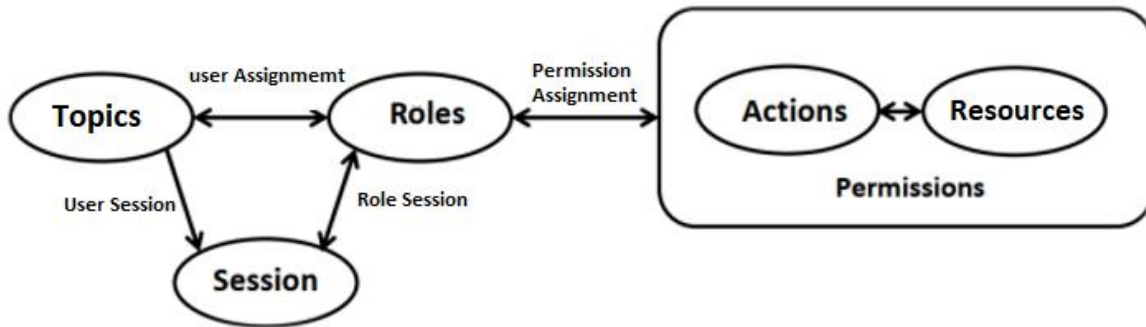 user Assignmemt
Permission
Assignment
Topics
Roles
Actions
Resources
Permissions
User Session
Role Session
Session